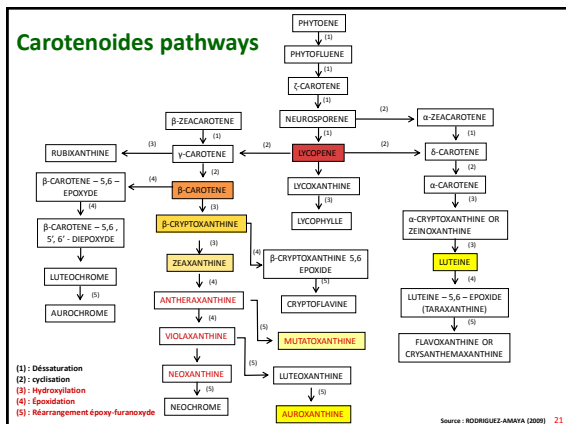 Carotenoides pathways
PHYTOENE
(1)
PHYTOFLUENE
(1)
ζ-CAROTENE
(1)
β-ZEACAROTENE
NEUROSPORENE
(2)
α-ZEACAROTENE
(1)
(1)
(1)
RUBIXANTHINE
(3)
γ-CAROTENE
(2)
LYCOPENE
(2)
δ-CAROTENE
(2)
(2)
β-CAROTENE – 5,6 –
EPOXYDE
(4)
β-CAROTENE
LYCOXANTHINE
α-CAROTENE
(4)
(3)
(3)
(3)
β-CAROTENE – 5,6 ,
5’, 6’ - DIEPOXYDE
β-CRYPTOXANTHINE
LYCOPHYLLE
α-CRYPTOXANTHINE OR
ZEINOXANTHINE
(3)
(4)
(3)
LUTEOCHROME
ZEAXANTHINE
β-CRYPTOXANTHINE 5,6
EPOXIDE
LUTEINE
(5)
(4)
(5)
(4)
AUROCHROME
ANTHERAXANTHINE
CRYPTOFLAVINE
LUTEINE – 5,6 – EPOXIDE
(TARAXANTHINE)
(4)
(5)
(5)
VIOLAXANTHINE
MUTATOXANTHINE
FLAVOXANTHINE OR
CRYSANTHEMAXANTHINE
(5)
NEOXANTHINE
LUTEOXANTHINE
(5)
(5)
NEOCHROME
AUROXANTHINE
(1) : Déssaturation
(2) : cyclisation
(3) : Hydroxyilation
(4) : Époxidation
(5) : Réarrangement époxy-furanoxyde
Source : RODRIGUEZ-AMAYA (2009) 21